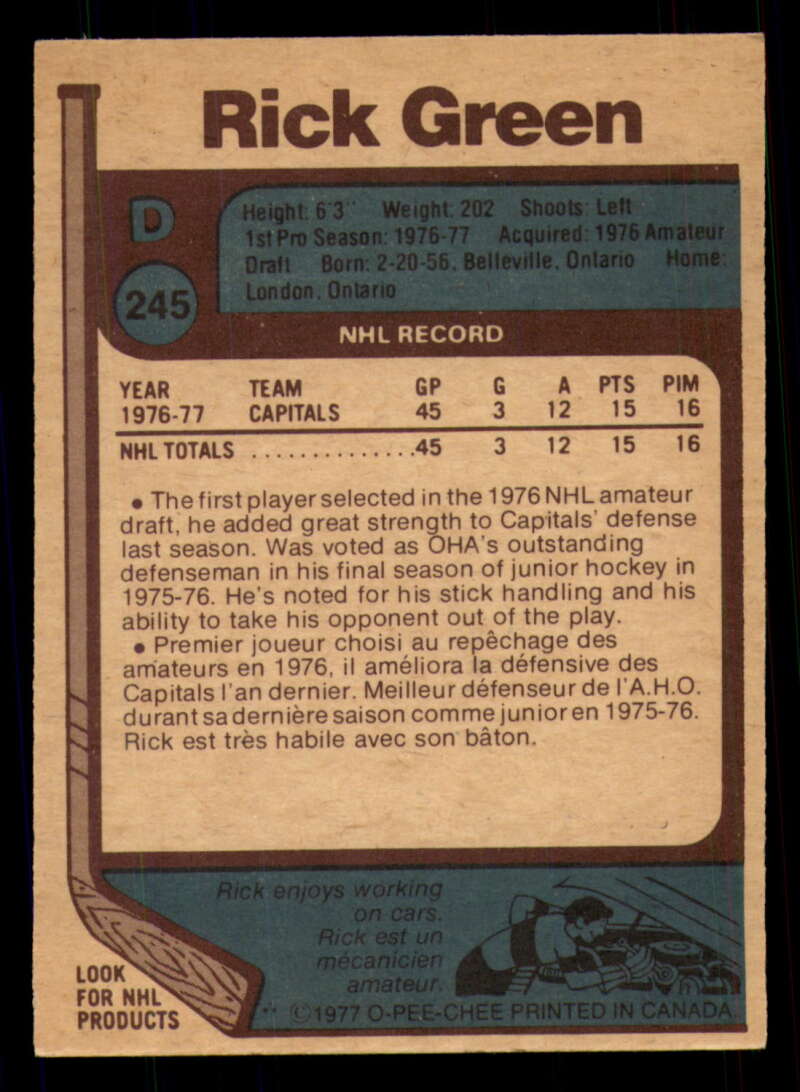 Rick Green
D
245
Height: 6'3" Weight: 202 Shoots: Left
1st Pro Season: 1976-77 Acquired: 1976 Amateur
Draft Born: 2-20-56, Belleville, Ontario Home:
London, Ontario
NHL RECORD
YEAR TEAM GP G A PTS PIM
1976-77 CAPITALS 45 3 12 15 16
NHL TOTALS ..............45 3 12 15 16
• The first player selected in the 1976 NHL amateur
draft, he added great strength to Capitals' defense
last season. Was voted as OHA's outstanding
defenseman in his final season of junior hockey in
1975-76. He's noted for his stick handling and his
ability to take his opponent out of the play.
• Premier joueur choisi au repêchage des
amateurs en 1976, il améliora la défensive des
Capitals l'an dernier. Meilleur défenseur de l'A.H.O.
durant sa dernière saison comme junior en 1975-76.
Rick est très habile avec son bâton.
Rick enjoys working
on cars.
Rick est un
mécanicien
amateur.
LOOK
FOR NHL
PRODUCTS
** ©1977 O-PEE-CHEE PRINTED IN CANADA